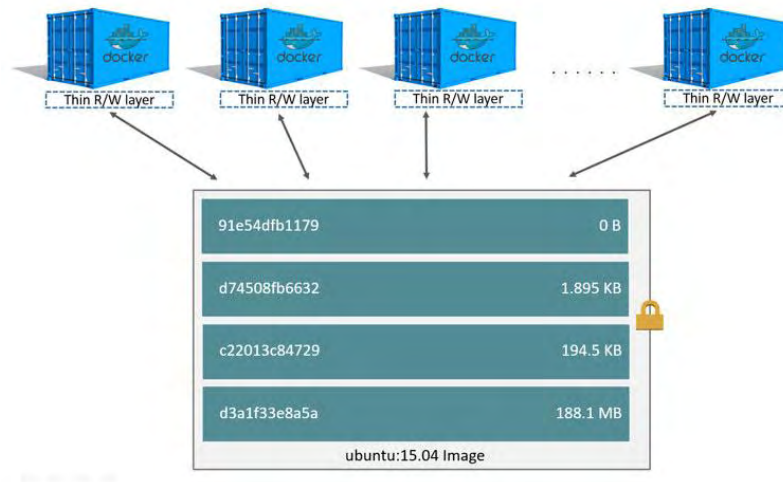 docker docker docker docker
. . . . . .
Thin R/W layer Thin R/W layer Thin R/W layer Thin R/W layer
91e54dfb1179 0 B
d74508fb6632 1.895 KB
c22013c84729 194.5 KB
d3a1f33e8a5a 188.1 MB
ubuntu:15.04 Image